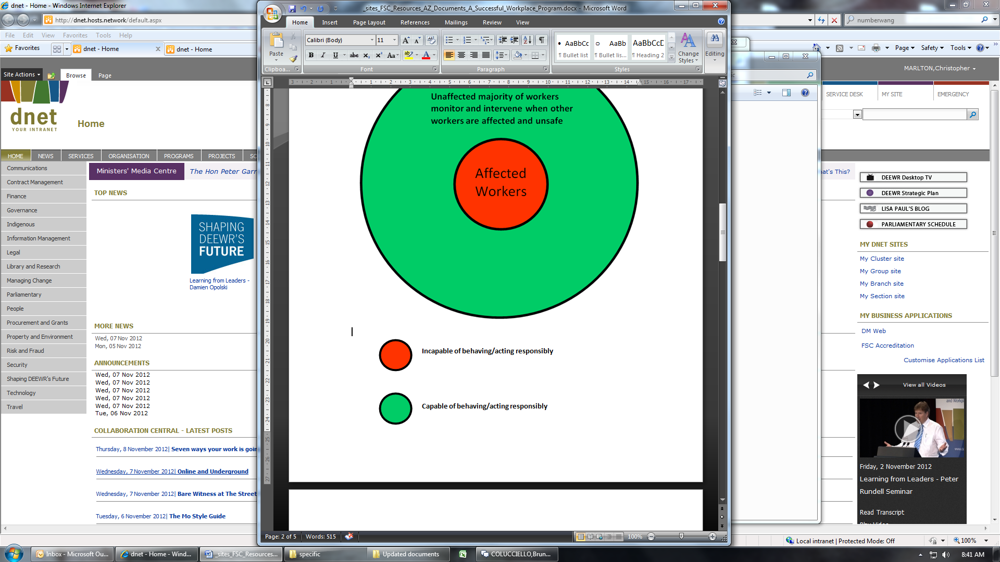 dnet - Home - Windows Internet Explorer
http://dnet.hosts.network/default.aspx
File Edit View Favorites Tools Help
Favorites
dnet - Home
dnet - Home
Site Actions
Browse
Page
dnet
YOUR INTRANET
Home
HOME NEWS SERVICES ORGANISATION PROGRAMS PROJECTS SC
Communications
Contract Management
Finance
Governance
Indigenous
Information Management
Legal
Library and Research
Managing Change
Parliamentary
People
Procurement and Grants
Property and Environment
Risk and Fraud
Security
Shaping DEEWR's Future
Technology
Travel
Ministers' Media Centre
The Hon Peter Garr
TOP NEWS
SHAPING
DEEWR'S
FUTURE
Learning from Leaders -
Damien Opolski
MORE NEWS
Wed, 07 Nov 2012
Mon, 05 Nov 2012
ANNOUNCEMENTS
Wed, 07 Nov 2012
Wed, 07 Nov 2012
Wed, 07 Nov 2012
Wed, 07 Nov 2012
Wed, 07 Nov 2012
Tue, 06 Nov 2012
COLLABORATION CENTRAL - LATEST POSTS
Thursday, 8 November 2012| Seven ways your work is goin
Wednesday, 7 November 2012| Online and Underground
Wednesday, 7 November 2012| Bare Witness at The Street
Tuesday, 6 November 2012| The Mo Style Guide
_sites_FSC_Resources_AZ_Documents_A_Successful_Workplace_Program.docx - Microsoft Word
Home Insert Page Layout References Mailings Review View
Paste
Clipboa...
Calibri (Body) 11
Font
Paragraph
AaBbCc
¶ Bullet list
AaBb
¶ Bullet lis...
AaBbCcD
¶ Heading 2
Change
Styles
Styles
Editing
Unaffected majority of workers
monitor and intervene when other
workers are affected and unsafe
Affected
Workers
Incapable of behaving/acting responsibly
Capable of behaving/acting responsibly
Page: 2 of 5 Words: 515
100%
numberwang
Page Safety Tools
MARLTON,Christopher
SERVICE DESK
MY SITE
EMERGENCY
hat's This?
DEEWR Desktop TV
DEEWR Strategic Plan
LISA PAUL'S BLOG
PARLIAMENTARY SCHEDULE
MY DNET SITES
My Cluster site
My Group site
My Branch site
My Section site
MY BUSINESS APPLICATIONS
DM Web
FSC Accreditation
Customise Applications List
View all Videos
and Workpl
Friday, 2 November 2012
Learning from Leaders - Peter
Rundell Seminar
Read Transcript
Play Video
Local intranet | Protected Mode: Off
100%
Inbox - Microsoft Ou...
dnet - Home - Wind...
_sites_FSC_Resources...
specific
Updated documents
COLUCCIELLO,Brun...
8:41 AM